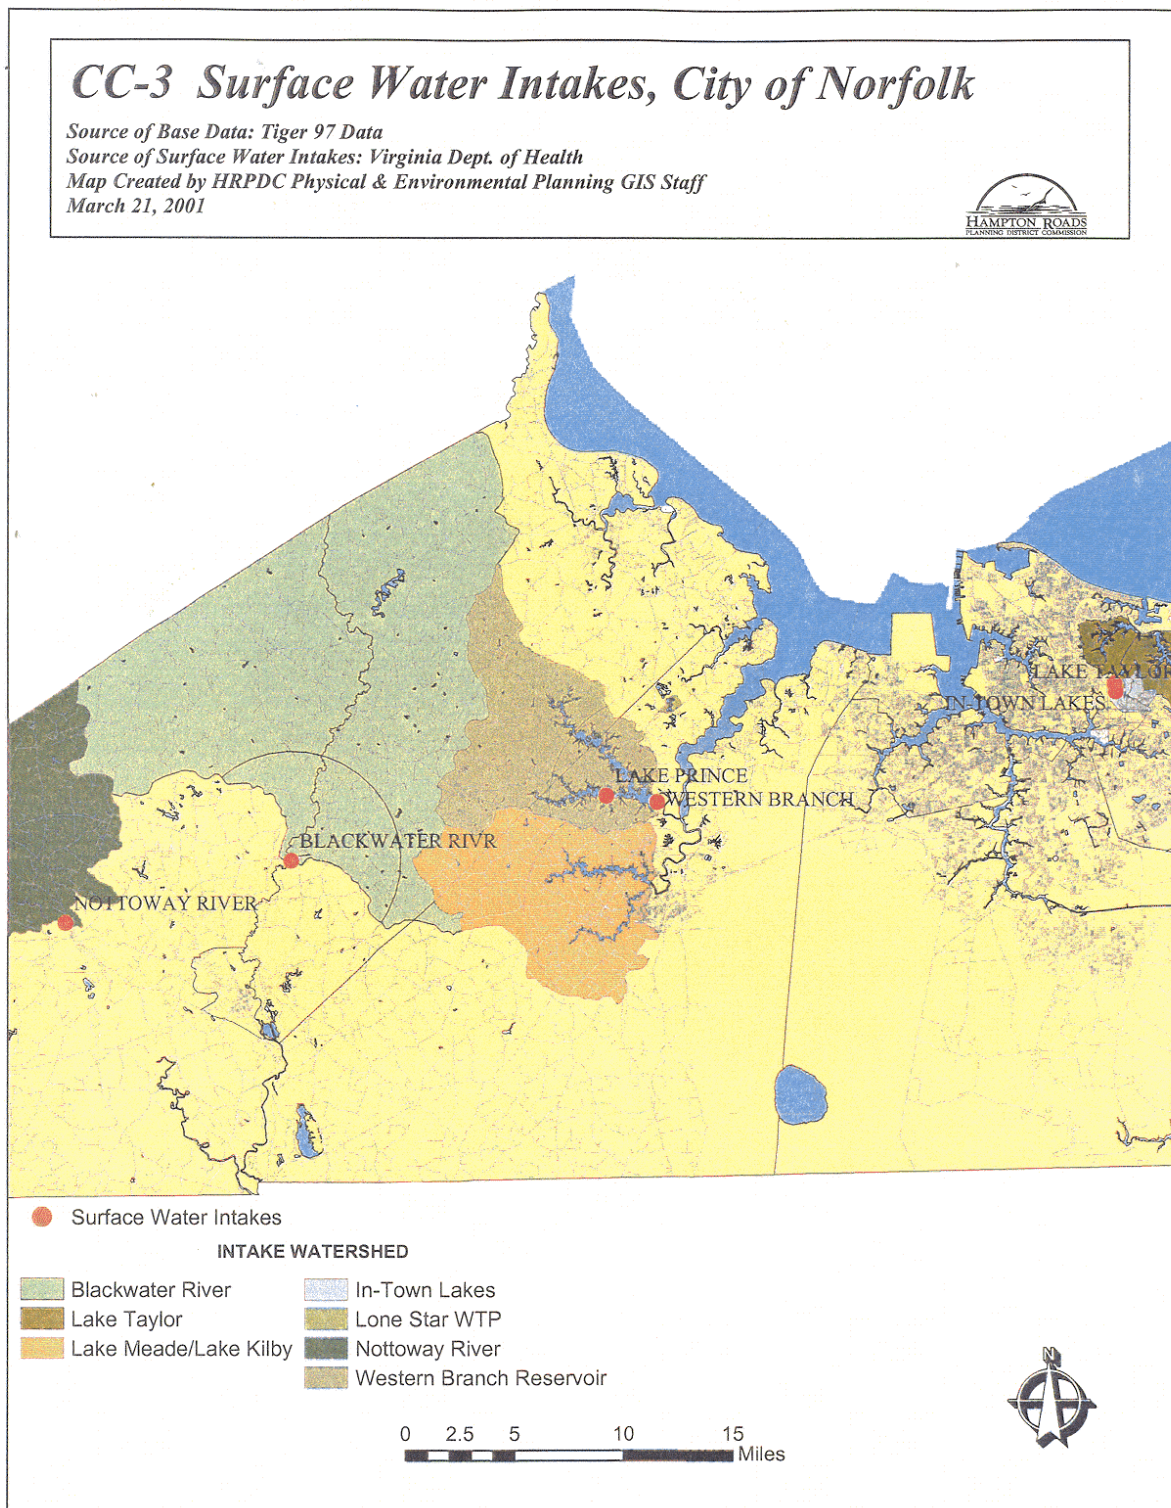 CC-3 Surface Water Intakes, City of Norfolk
Source of Base Data: Tiger 97 Data
Source of Surface Water Intakes: Virginia Dept. of Health
Map Created by HRPDC Physical & Environmental Planning GIS Staff
March 21, 2001
HAMPTON ROADS
PLANNING DISTRICT COMMISSION
LAKE TAYLOR
IN-TOWN LAKES
LAKE PRINCE
WESTERN BRANCH
BLACKWATER RIVR
NOTTOWAY RIVER
Surface Water Intakes
INTAKE WATERSHED
Blackwater River
Lake Taylor
Lake Meade/Lake Kilby
In-Town Lakes
Lone Star WTP
Nottoway River
Western Branch Reservoir
N
0 2.5 5 10 15
Miles